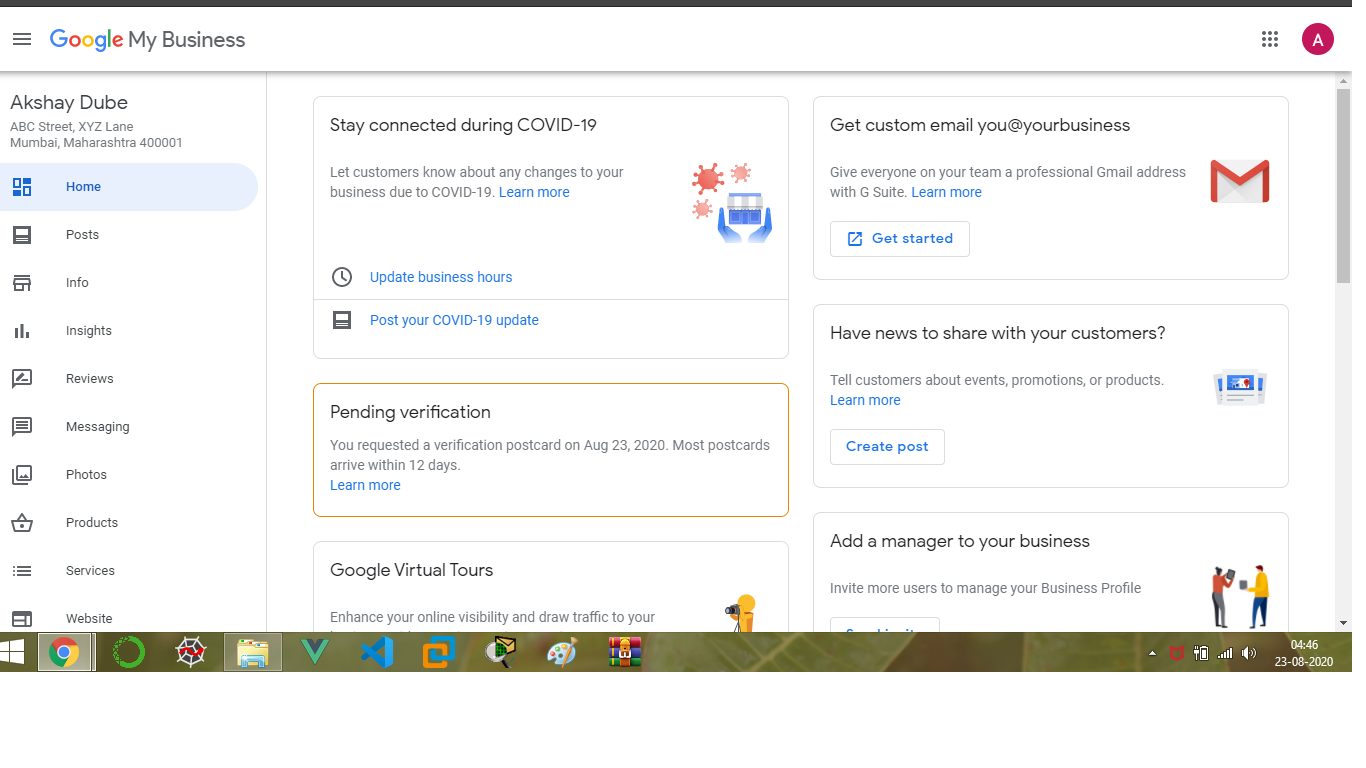 Google My Business
A
Akshay Dube
ABC Street, XYZ Lane
Mumbai, Maharashtra 400001
Home
Posts
Info
Insights
Reviews
Messaging
Photos
Products
Services
Website
Stay connected during COVID-19
Let customers know about any changes to your
business due to COVID-19. Learn more
Update business hours
Post your COVID-19 update
Pending verification
You requested a verification postcard on Aug 23, 2020. Most postcards
arrive within 12 days.
Learn more
Google Virtual Tours
Enhance your online visibility and draw traffic to your
Get custom email you@yourbusiness
Give everyone on your team a professional Gmail address
with G Suite. Learn more
Get started
Have news to share with your customers?
Tell customers about events, promotions, or products.
Learn more
Create post
Add a manager to your business
Invite more users to manage your Business Profile
04:46
23-08-2020